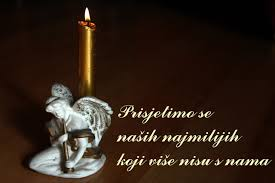 Prisjetimo se
naših najmilijih
koji više nisu s nama